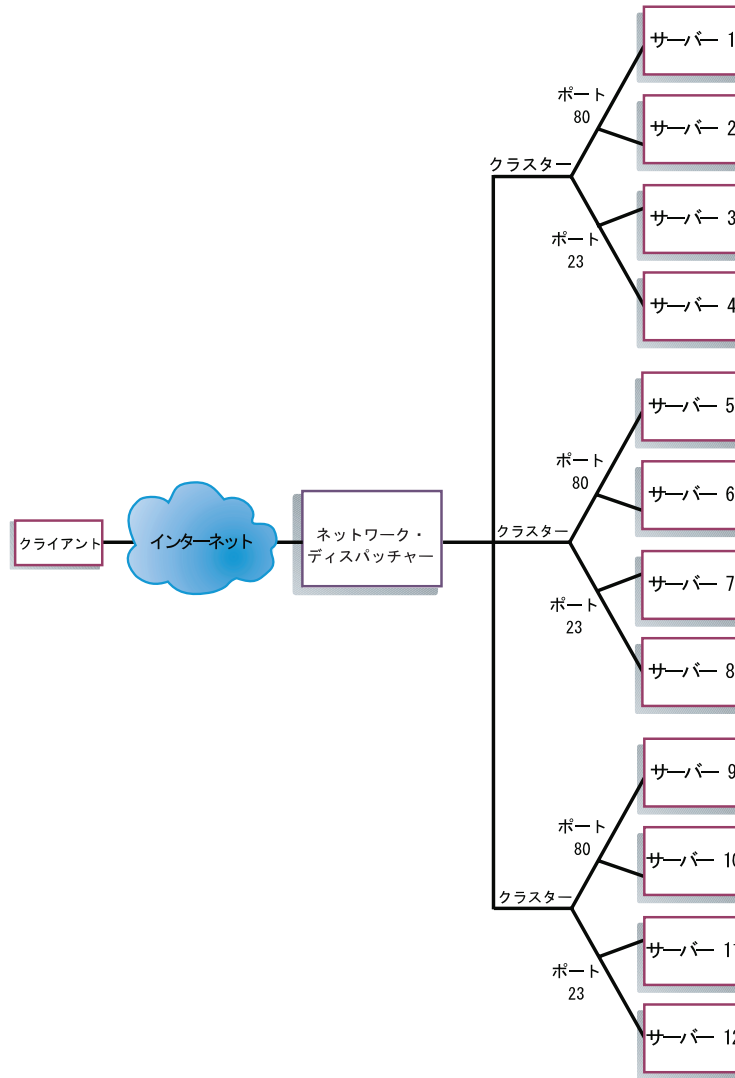 クライアント
インターネット
ネットワーク・
ディスパッチャー
クラスター
ポート
80
サーバー 1
サーバー 2
ポート
23
サーバー 3
サーバー 4
クラスター
ポート
80
サーバー 5
サーバー 6
ポート
23
サーバー 7
サーバー 8
クラスター
ポート
80
サーバー 9
サーバー 10
ポート
23
サーバー 11
サーバー 12